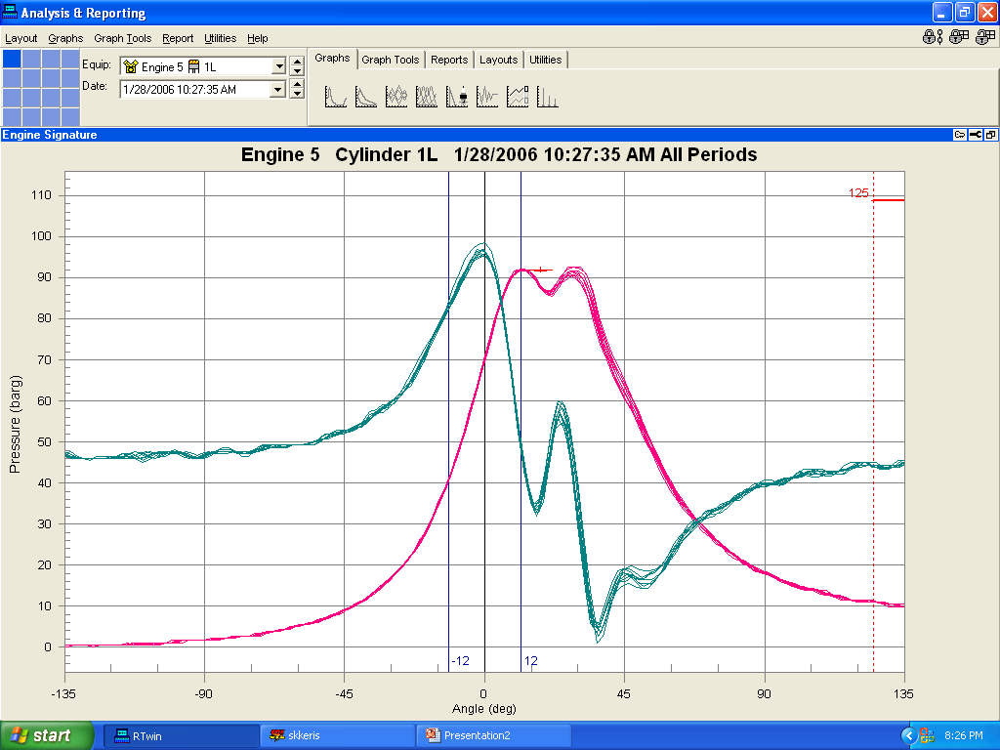 Analysis & Reporting
Layout Graphs Graph Tools Report Utilities Help
Equip: Engine 5 1L
Date: 1/28/2006 10:27:35 AM
Graphs Graph Tools Reports Layouts Utilities
Engine Signature
Engine 5 Cylinder 1L 1/28/2006 10:27:35 AM All Periods
125
110
100
90
80
70
60
50
40
30
20
10
0
Pressure (barg)
-12 12
-135 -90 -45 0 45 90 135
Angle (deg)
start RTwin skkeris Presentation2 8:26 PM